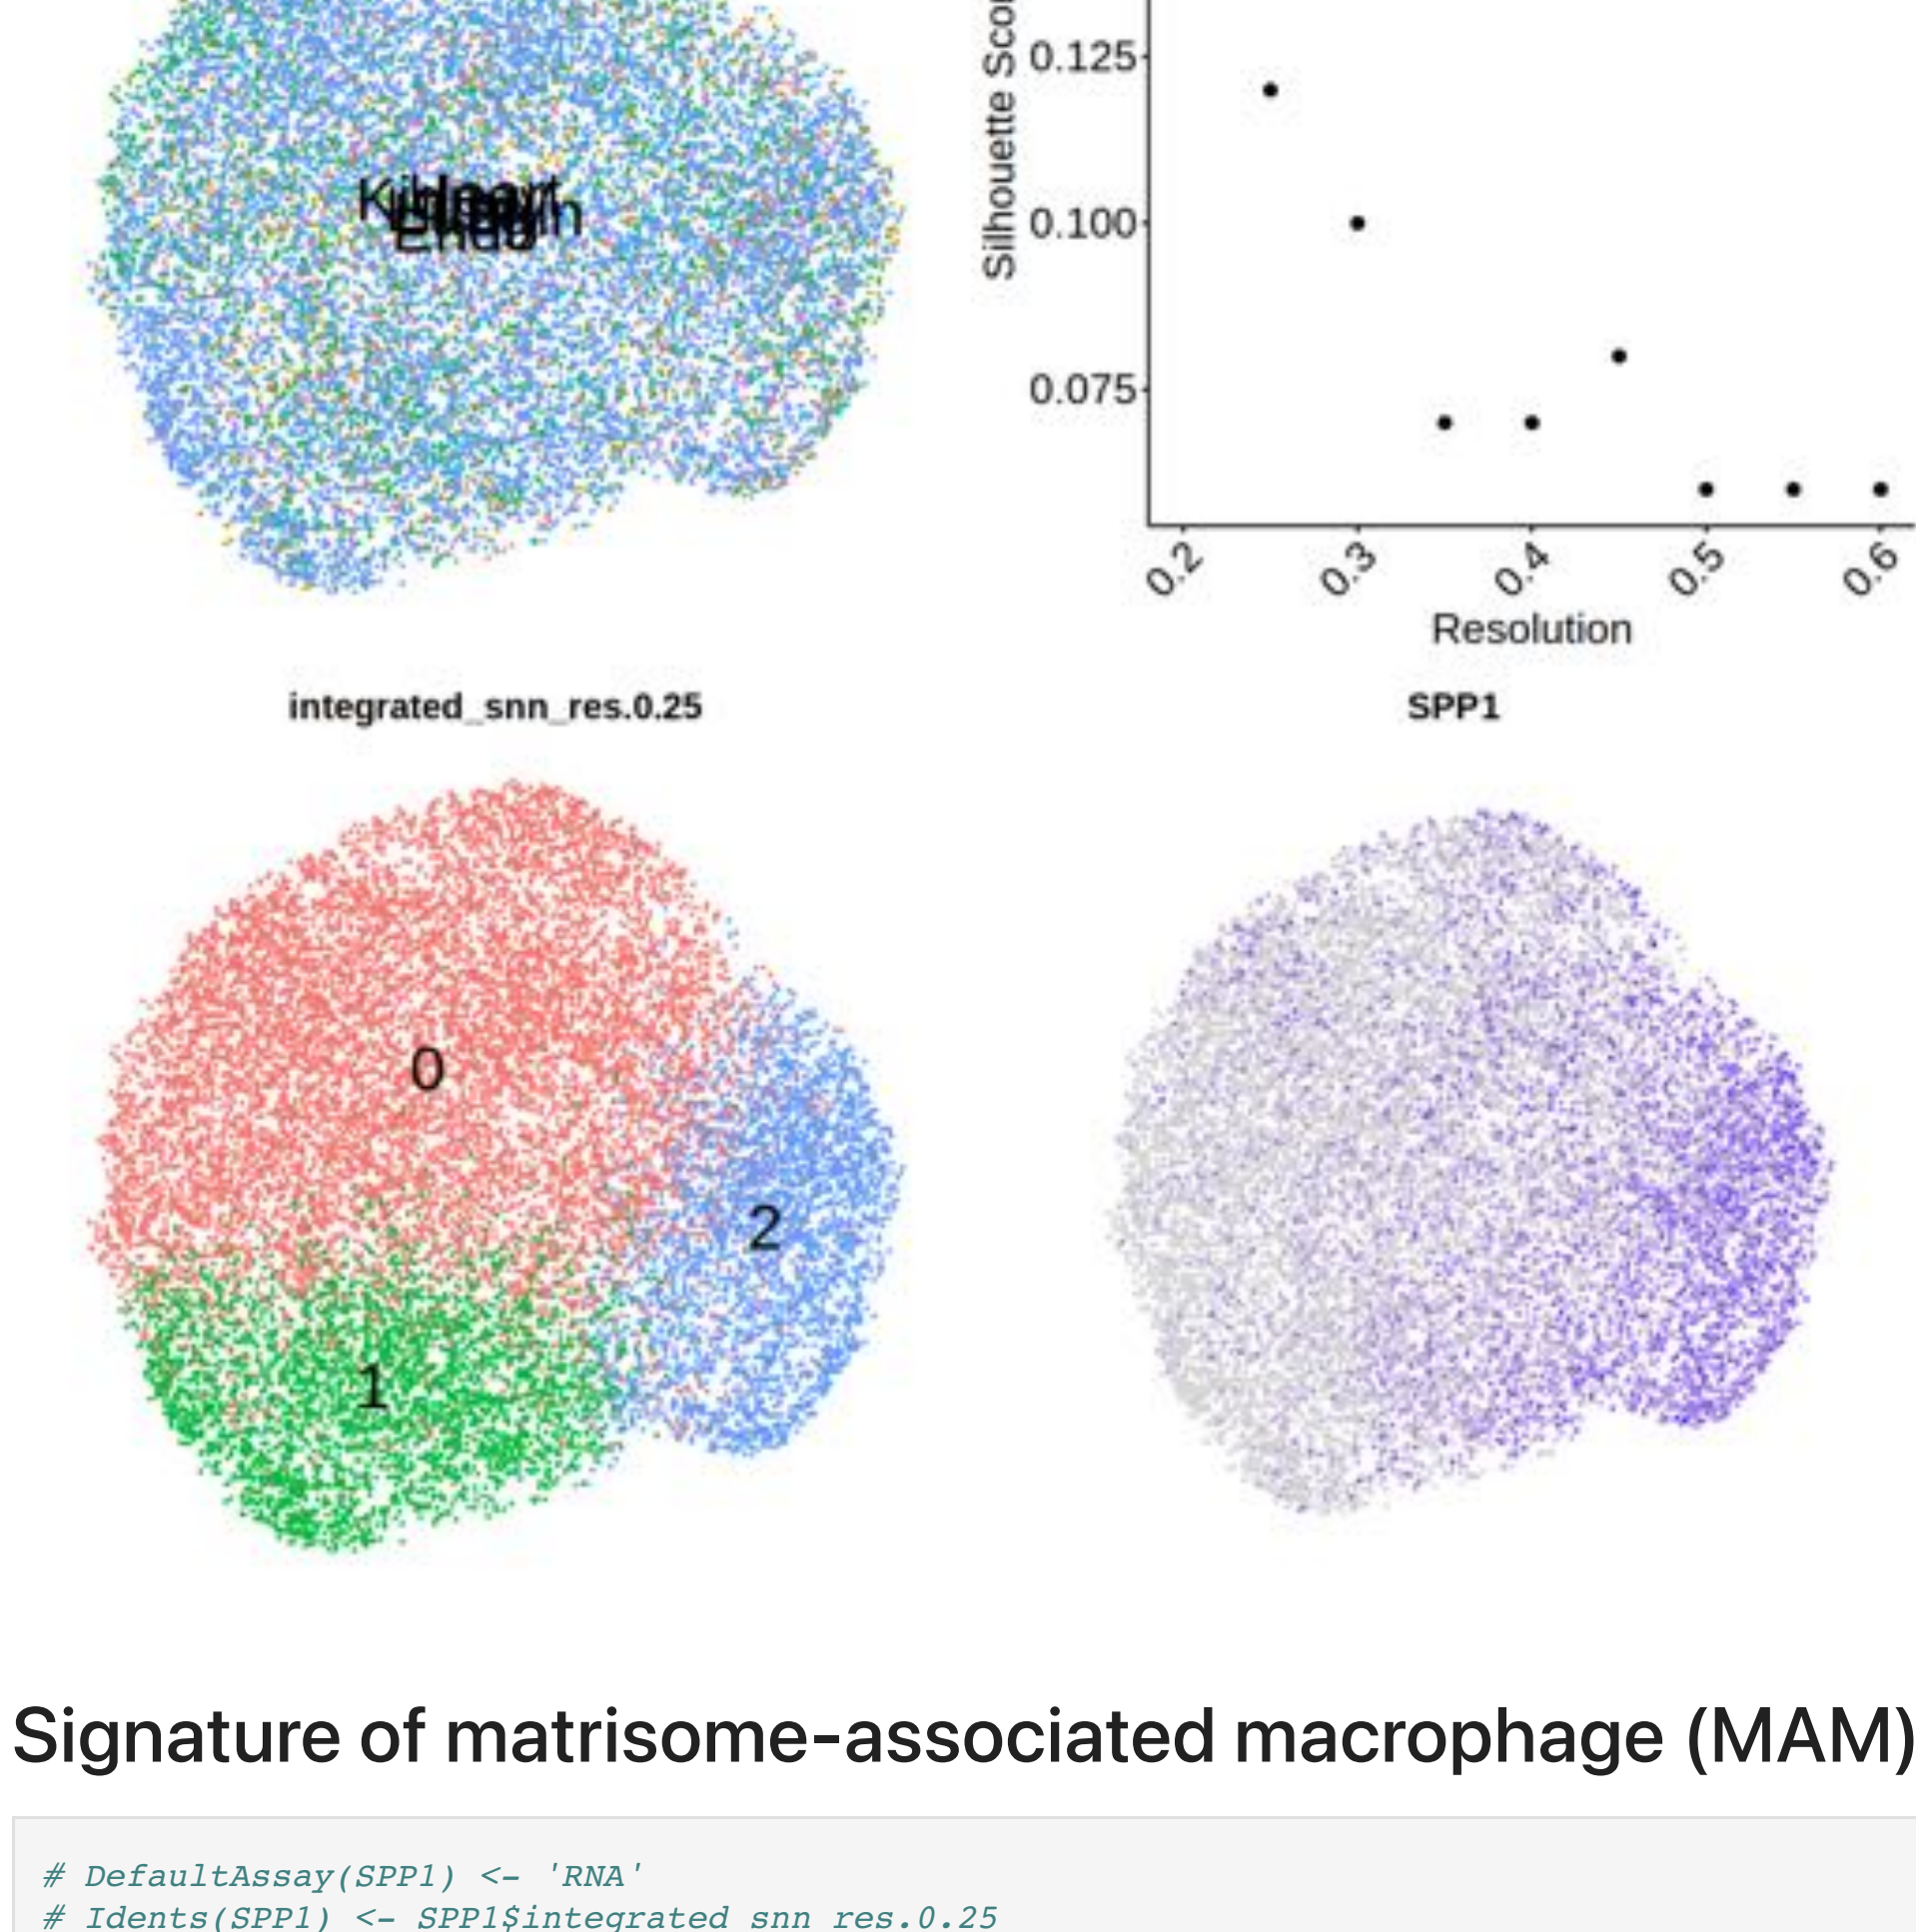 Silhouette
0.125
0.100
0.075
0.2 0.3 0.4 0.5 0.6
Resolution
integrated_snn_res.0.25
SPP1
0
2
1
Signature of matrisome-associated macrophage (MAM)
# DefaultAssay(SPP1) <- 'RNA'
# Idents(SPP1) <- SPP1$integrated_snn_res.0.25